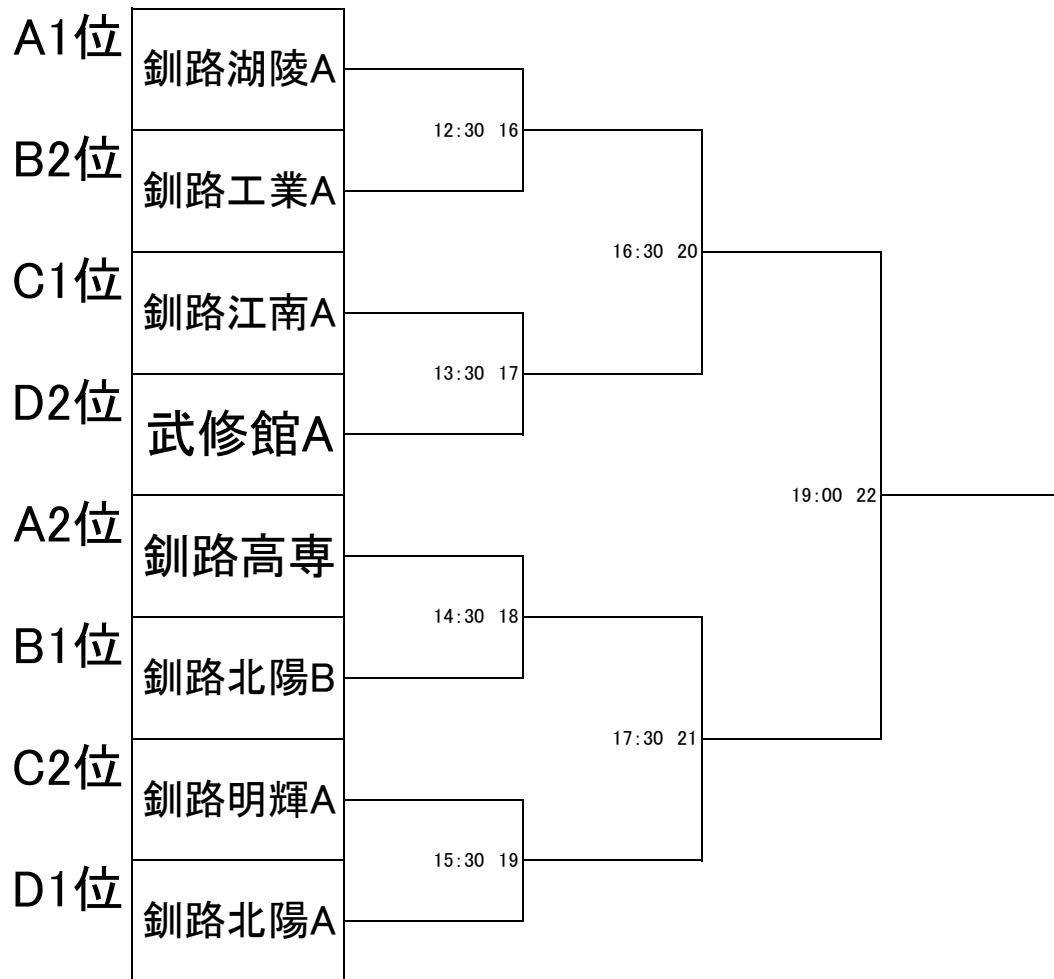 A1位
釧路湖陵A
12:30 16
B2位
釧路工業A
16:30 20
C1位
釧路江南A
13:30 17
D2位
武修館A
19:00 22
A2位
釧路高専
14:30 18
B1位
釧路北陽B
17:30 21
C2位
釧路明輝A
15:30 19
D1位
釧路北陽A